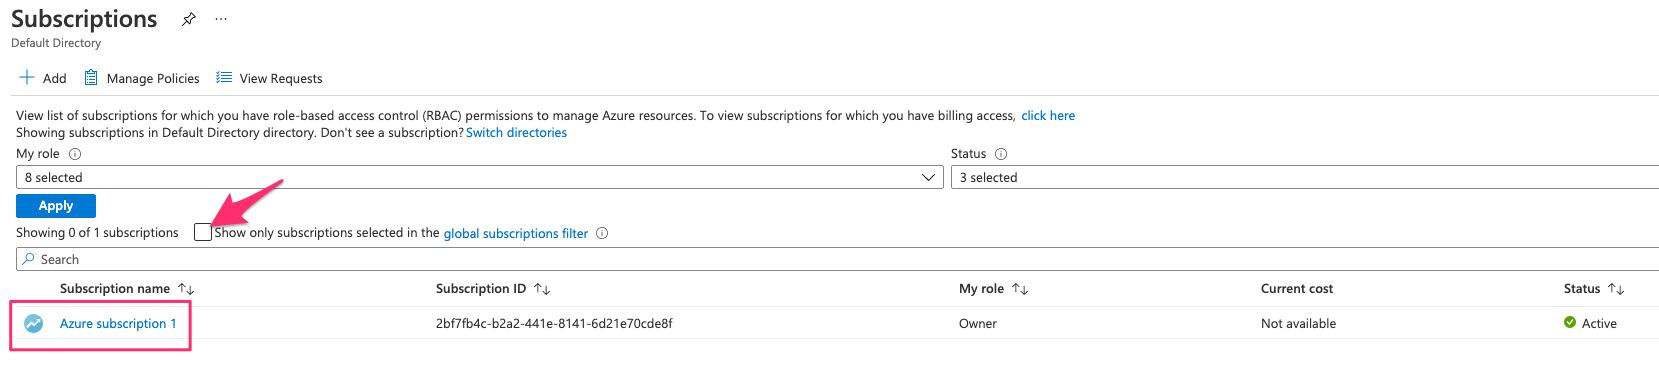 Subscriptions
Default Directory
Add Manage Policies View Requests
View list of subscriptions for which you have role-based access control (RBAC) permissions to manage Azure resources. To view subscriptions for which you have billing access, click here
Showing subscriptions in Default Directory directory. Don't see a subscription? Switch directories
My role Status
8 selected 3 selected
Apply
Showing 0 of 1 subscriptions Show only subscriptions selected in the global subscriptions filter
Search
Subscription name Subscription ID My role Current cost Status
Azure subscription 1 2bf7fb4c-b2a2-441e-8141-6d21e70cde8f Owner Not available Active